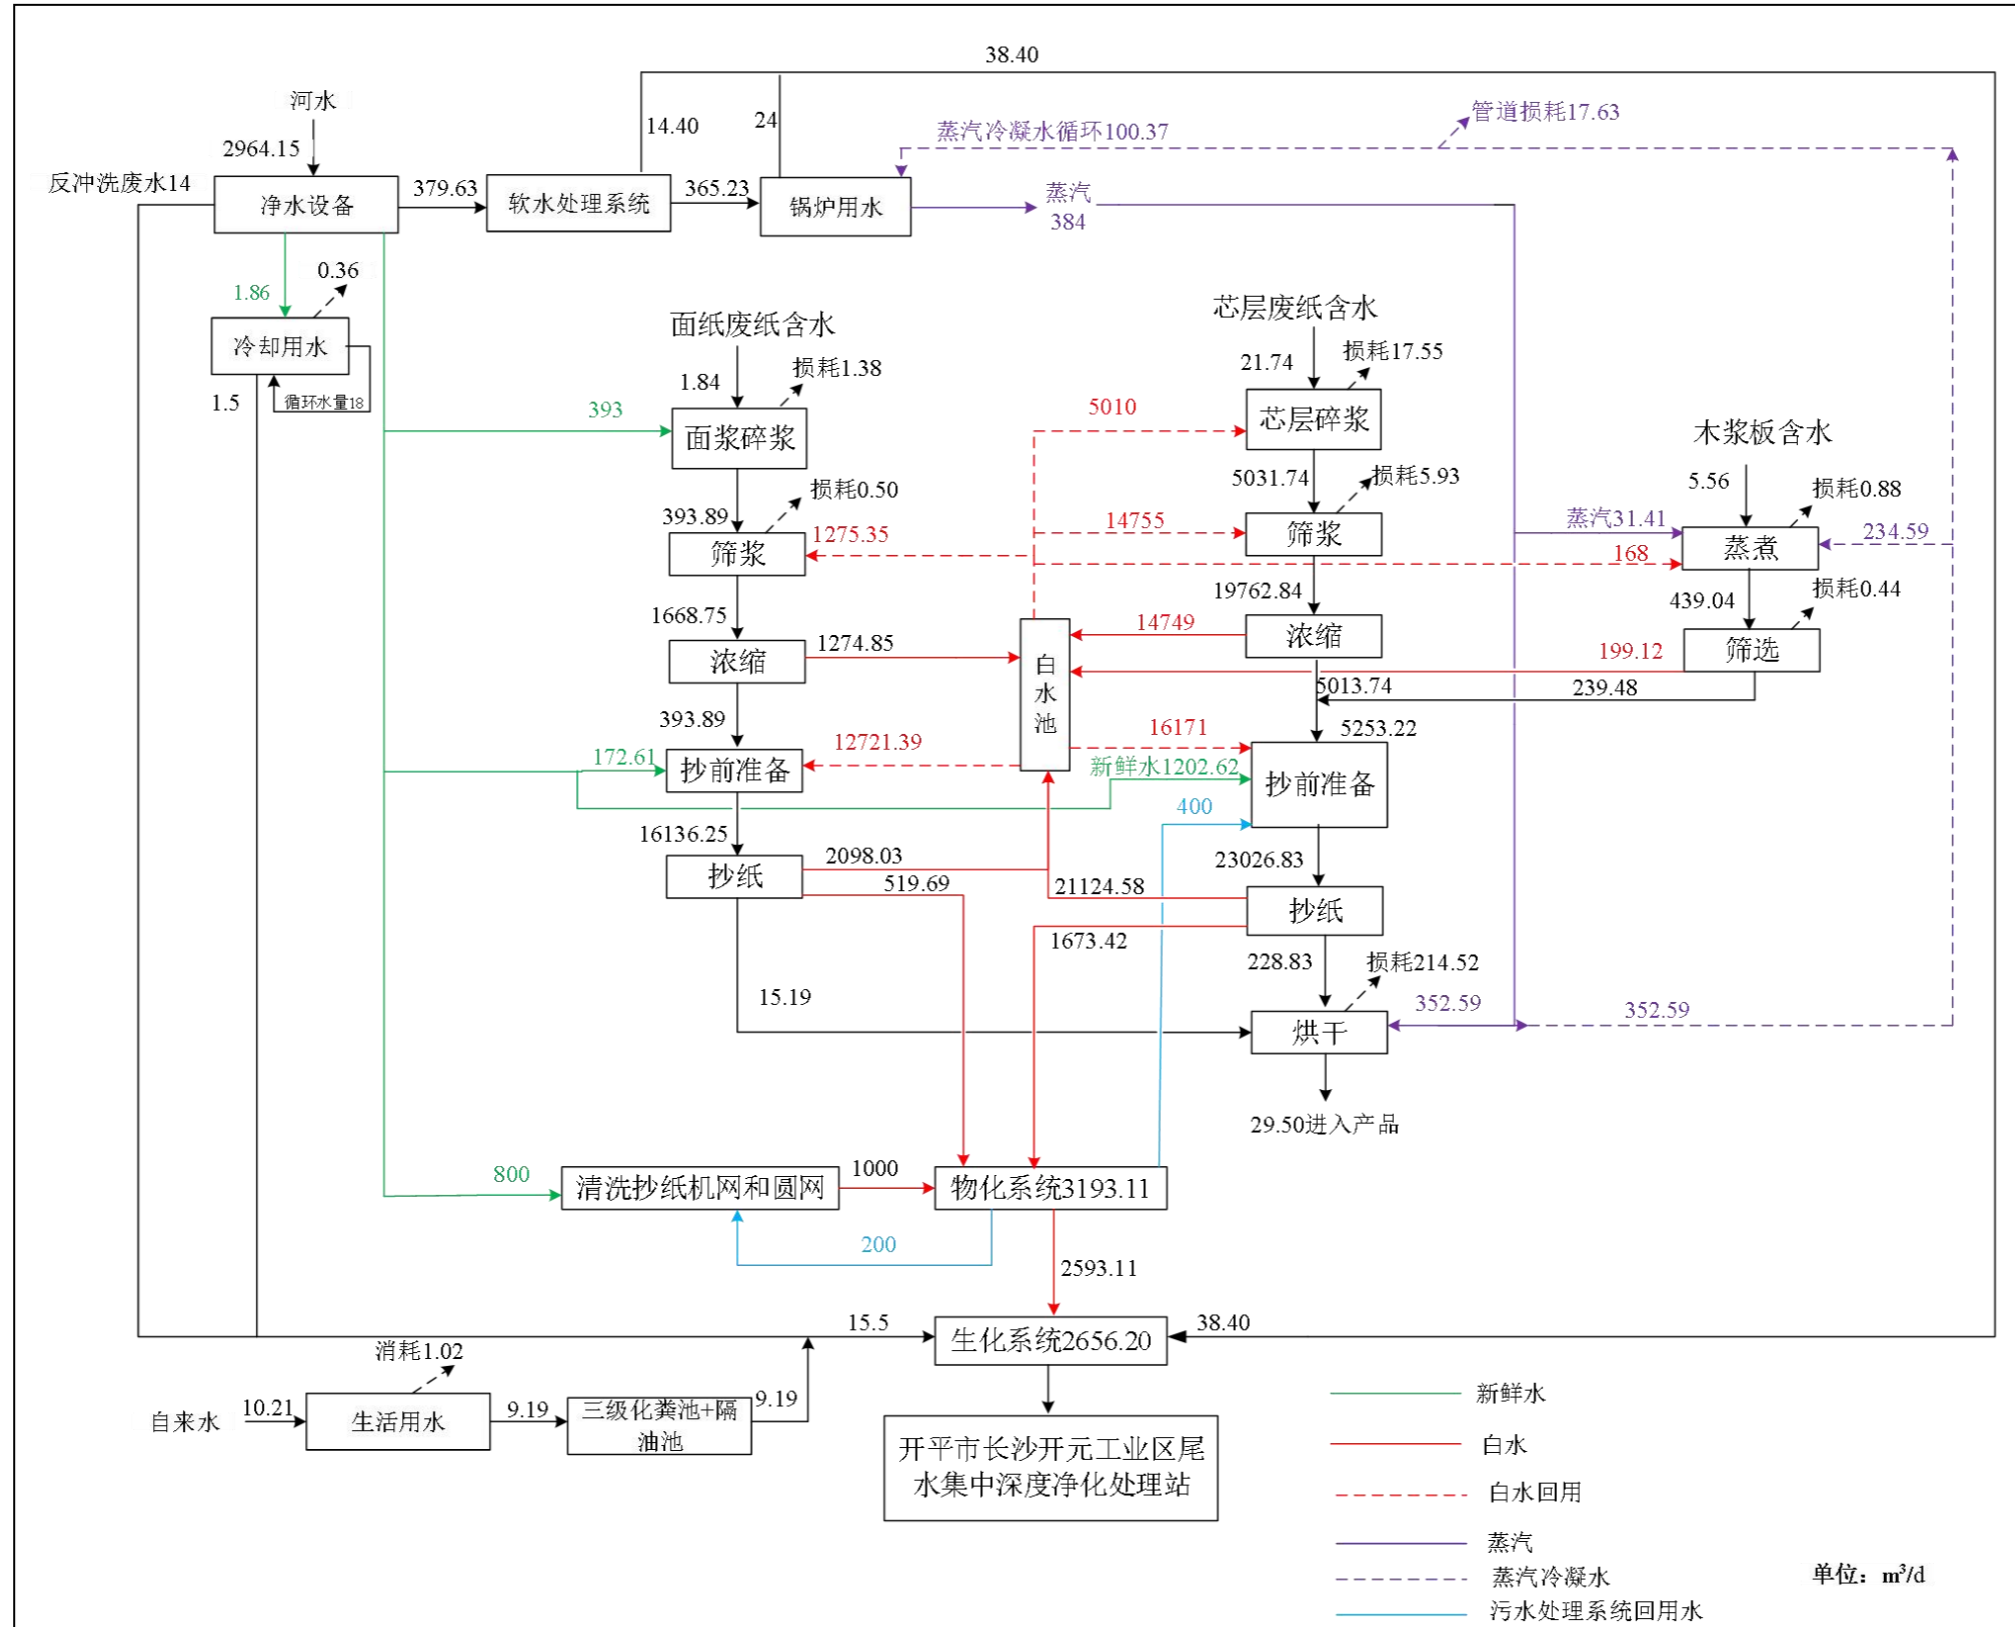 38.40
河水
14.40
24
管道损耗17.63
蒸汽冷凝水循环100.37
2964.15
反冲洗废水14
净水设备
379.63
软水处理系统
365.23
锅炉用水
蒸汽
384
0.36
1.86
冷却用水
循环水量18
1.5
面纸废纸含水
芯层废纸含水
损耗1.38
1.84
损耗17.55
21.74
393
面浆碎浆
5010
芯层碎浆
木浆板含水
损耗0.50
393.89
5031.74
损耗5.93
5.56
损耗0.88
筛浆
1275.35
14755
筛浆
蒸汽31.41
168
蒸煮
234.59
1668.75
19762.84
439.04
损耗0.44
浓缩
1274.85
白水池
14749
浓缩
199.12
筛选
5013.74
239.48
393.89
12721.39
16171
5253.22
172.61
抄前准备
新鲜水1202.62
抄前准备
400
16136.25
23026.83
抄纸
2098.03
519.69
21124.58
抄纸
1673.42
228.83
损耗214.52
15.19
烘干
352.59
352.59
29.50进入产品
800
清洗抄纸机网和圆网
1000
物化系统3193.11
200
2593.11
15.5
生化系统2656.20
38.40
消耗1.02
自来水
10.21
生活用水
9.19
三级化粪池+隔
油池
9.19
开平市长沙开元工业区尾
水集中深度净化处理站
新鲜水
白水
白水回用
蒸汽
蒸汽冷凝水
污水处理系统回用水
单位：m³/d